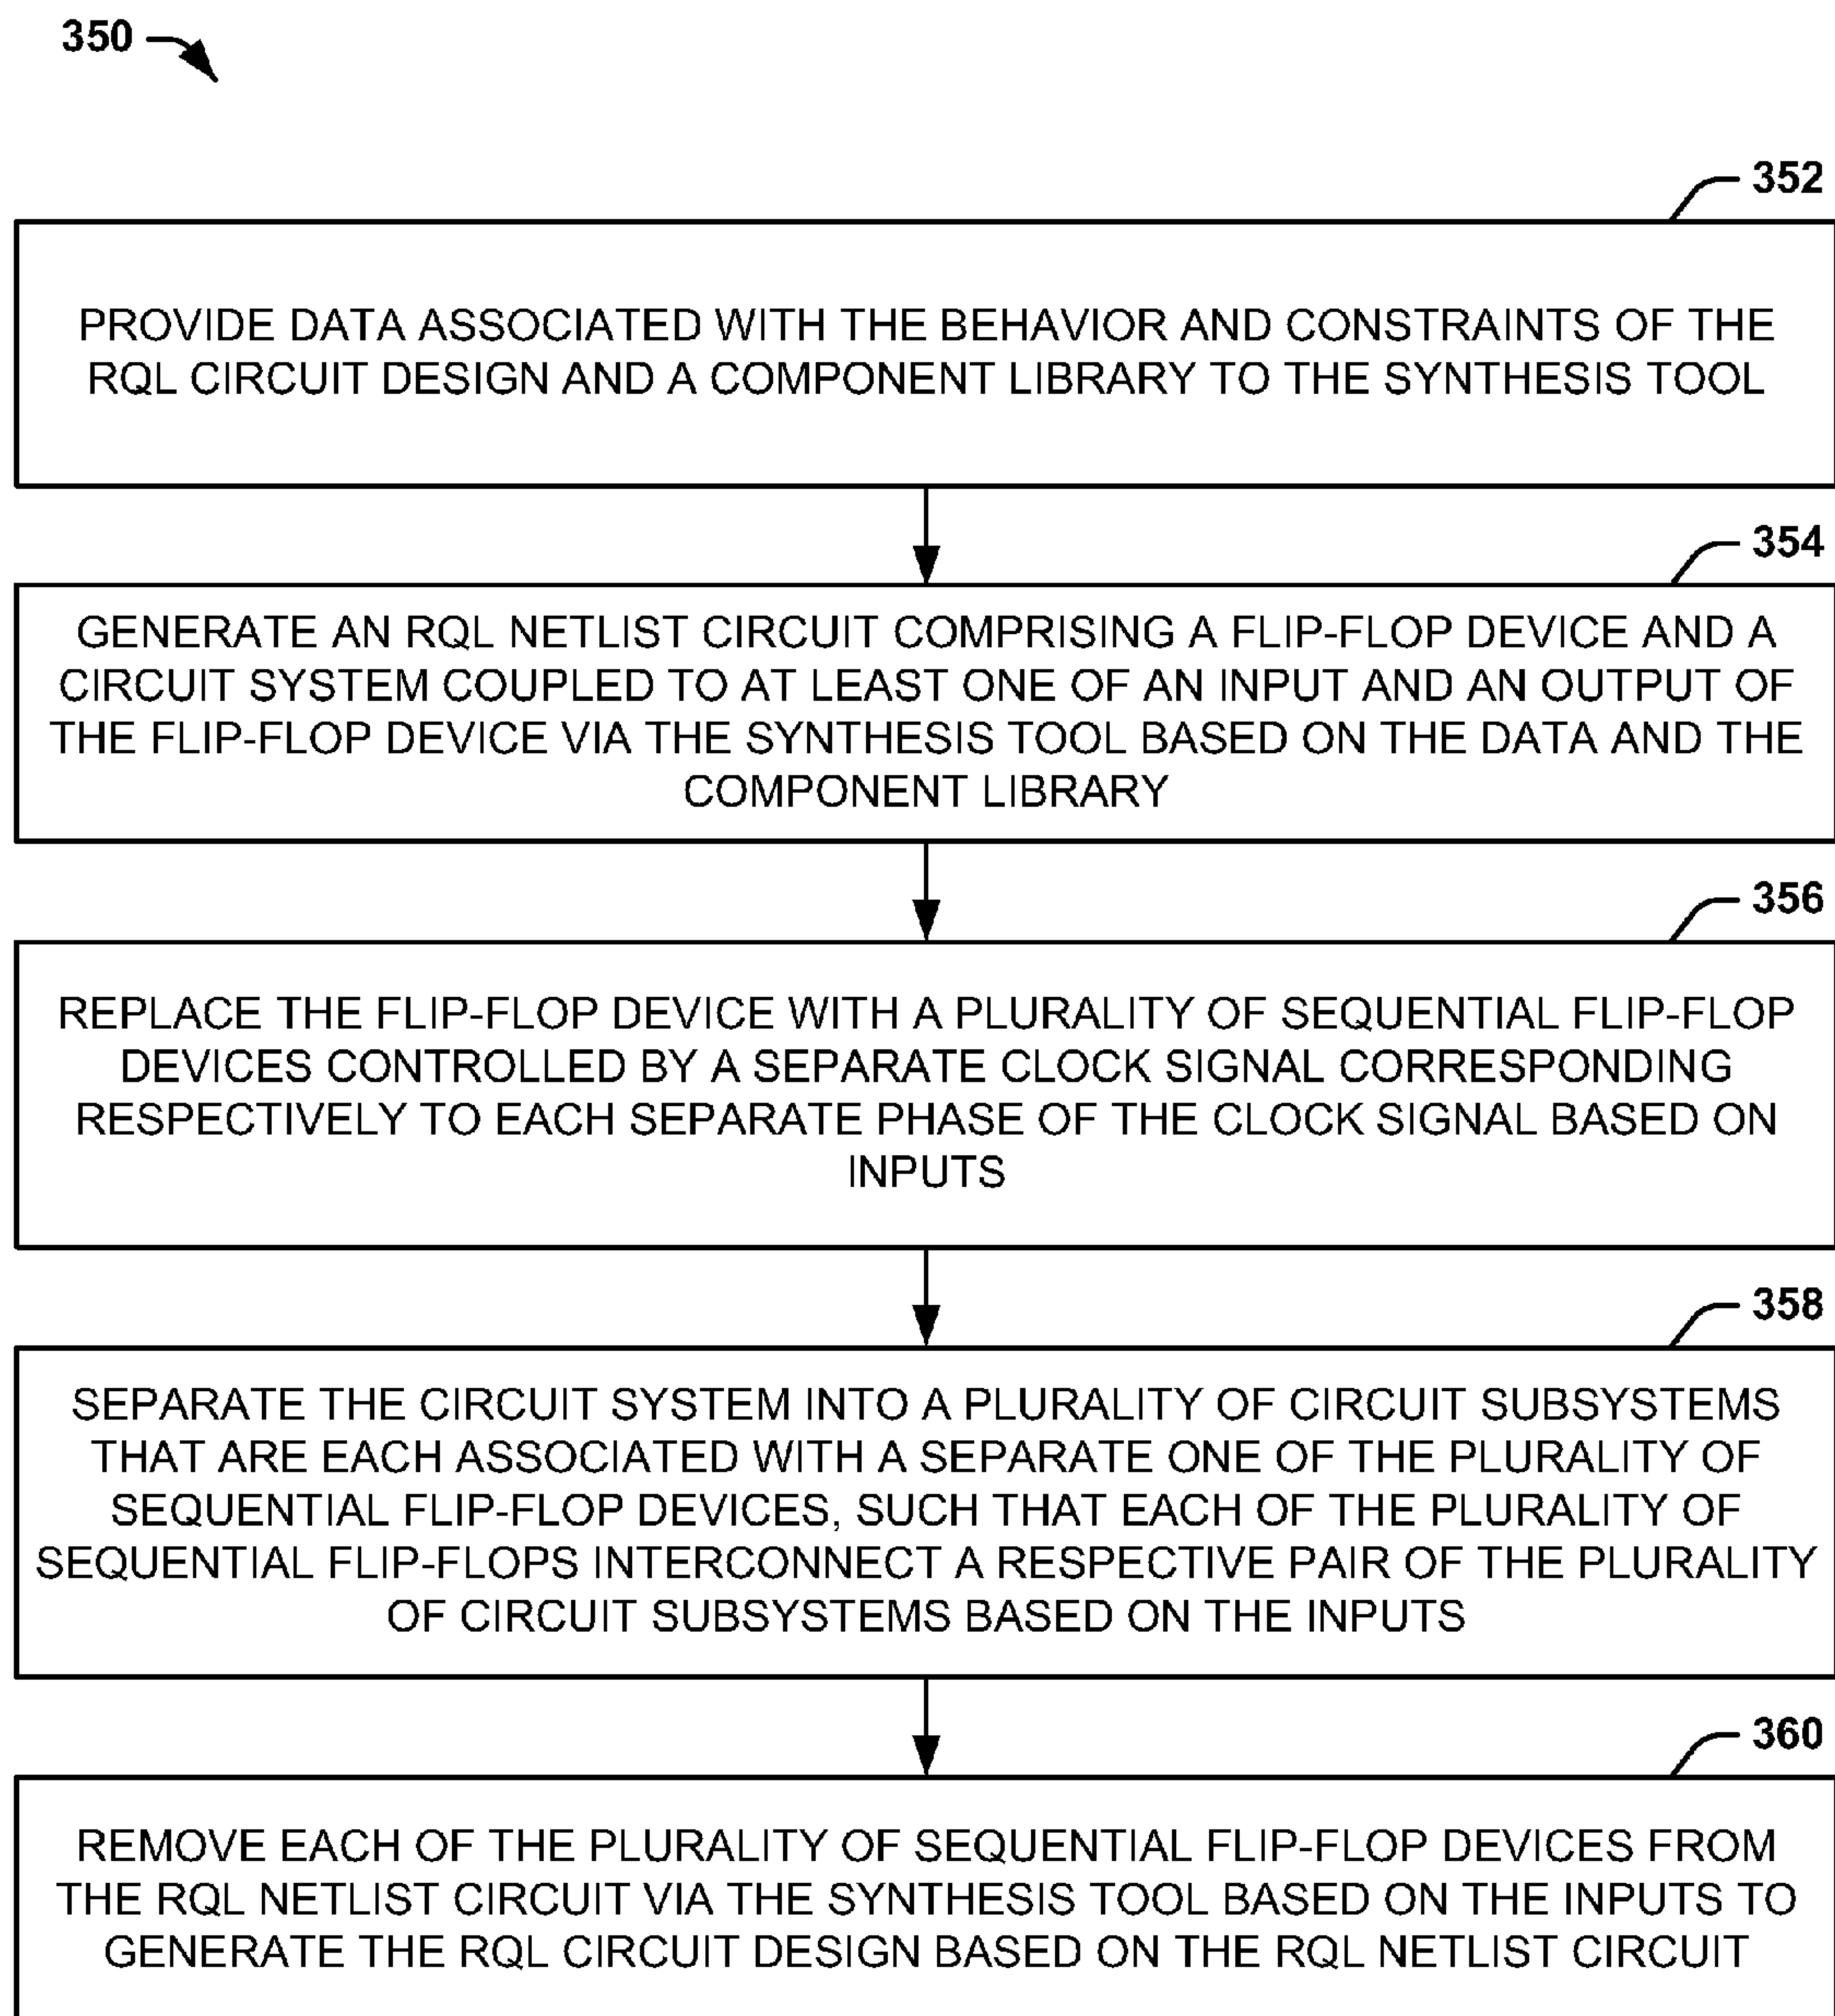 350
352
PROVIDE DATA ASSOCIATED WITH THE BEHAVIOR AND CONSTRAINTS OF THE
RQL CIRCUIT DESIGN AND A COMPONENT LIBRARY TO THE SYNTHESIS TOOL
354
GENERATE AN RQL NETLIST CIRCUIT COMPRISING A FLIP-FLOP DEVICE AND A
CIRCUIT SYSTEM COUPLED TO AT LEAST ONE OF AN INPUT AND AN OUTPUT OF
THE FLIP-FLOP DEVICE VIA THE SYNTHESIS TOOL BASED ON THE DATA AND THE
COMPONENT LIBRARY
356
REPLACE THE FLIP-FLOP DEVICE WITH A PLURALITY OF SEQUENTIAL FLIP-FLOP
DEVICES CONTROLLED BY A SEPARATE CLOCK SIGNAL CORRESPONDING
RESPECTIVELY TO EACH SEPARATE PHASE OF THE CLOCK SIGNAL BASED ON
INPUTS
358
SEPARATE THE CIRCUIT SYSTEM INTO A PLURALITY OF CIRCUIT SUBSYSTEMS
THAT ARE EACH ASSOCIATED WITH A SEPARATE ONE OF THE PLURALITY OF
SEQUENTIAL FLIP-FLOP DEVICES, SUCH THAT EACH OF THE PLURALITY OF
SEQUENTIAL FLIP-FLOPS INTERCONNECT A RESPECTIVE PAIR OF THE PLURALITY
OF CIRCUIT SUBSYSTEMS BASED ON THE INPUTS
360
REMOVE EACH OF THE PLURALITY OF SEQUENTIAL FLIP-FLOP DEVICES FROM
THE RQL NETLIST CIRCUIT VIA THE SYNTHESIS TOOL BASED ON THE INPUTS TO
GENERATE THE RQL CIRCUIT DESIGN BASED ON THE RQL NETLIST CIRCUIT